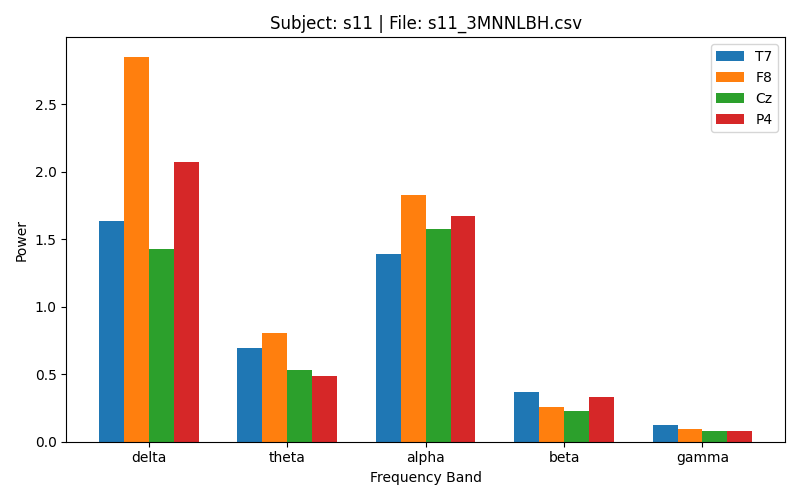 Subject: s11 | File: s11_3MNNLBH.csv
T7
F8
Cz
P4
Power
2.5
2.0
1.5
1.0
0.5
0.0
delta theta alpha beta gamma
Frequency Band